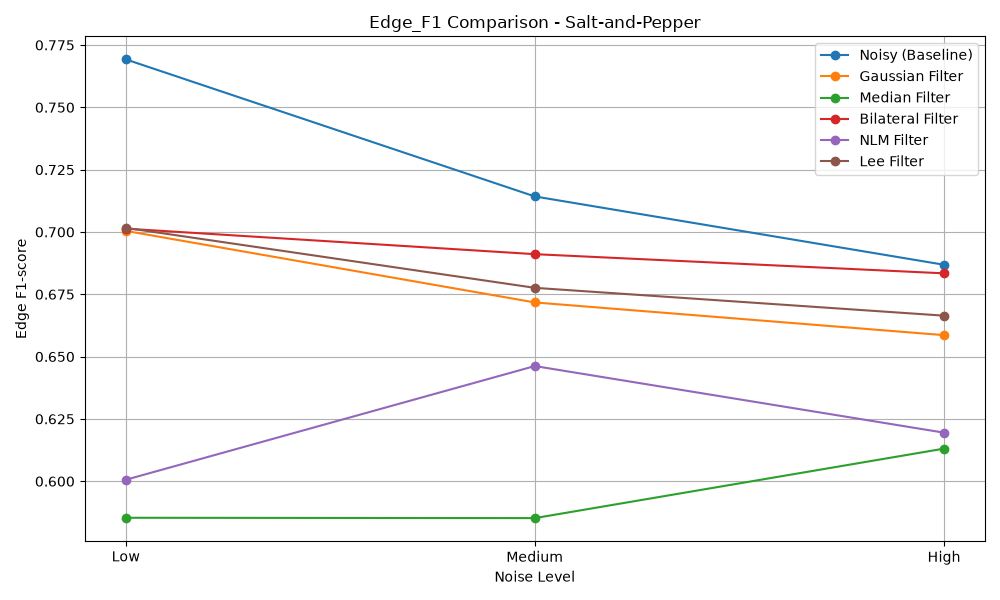 Edge_F1 Comparison - Salt-and-Pepper
0.775
0.750
0.725
0.700
0.675
0.650
0.625
0.600
Edge F1-score
Noisy (Baseline)
Gaussian Filter
Median Filter
Bilateral Filter
NLM Filter
Lee Filter
Low
Medium
High
Noise Level